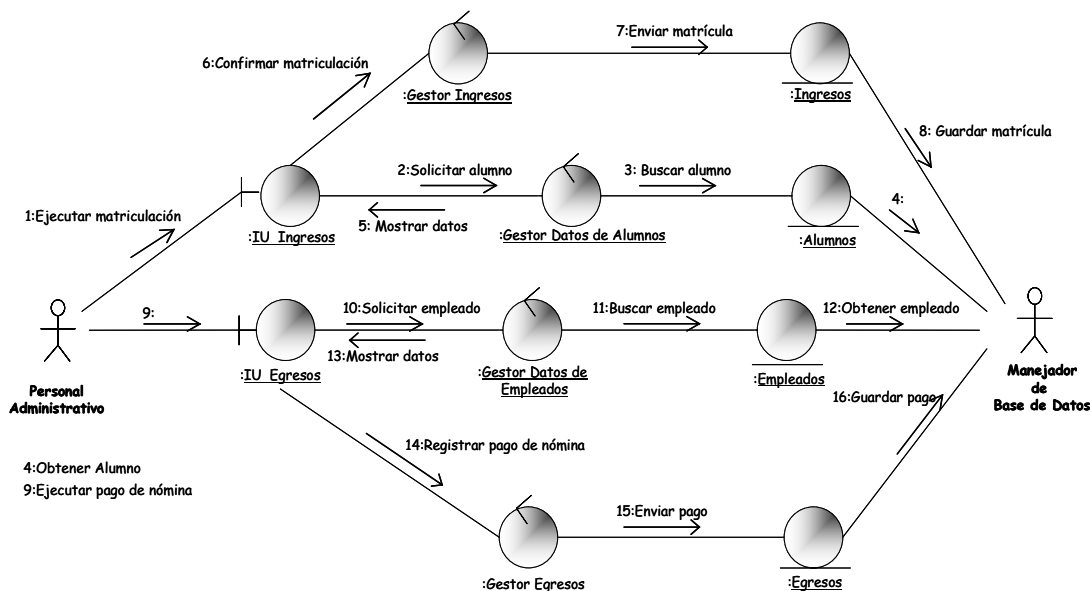 7:Enviar matrícula
6:Confirmar matriculación
:Gestor Ingresos
:Ingresos
8: Guardar matrícula
2:Solicitar alumno
3: Buscar alumno
4:
1:Ejecutar matriculación
5: Mostrar datos
:IU Ingresos
:Gestor Datos de Alumnos
:Alumnos
9:
10:Solicitar empleado
11:Buscar empleado
12:Obtener empleado
13:Mostrar datos
:IU Egresos
:Gestor Datos de
Empleados
:Empleados
Personal
Administrativo
Manejador
de
Base de Datos
16:Guardar pago
14:Registrar pago de nómina
4:Obtener Alumno
9:Ejecutar pago de nómina
15:Enviar pago
:Gestor Egresos
:Egresos